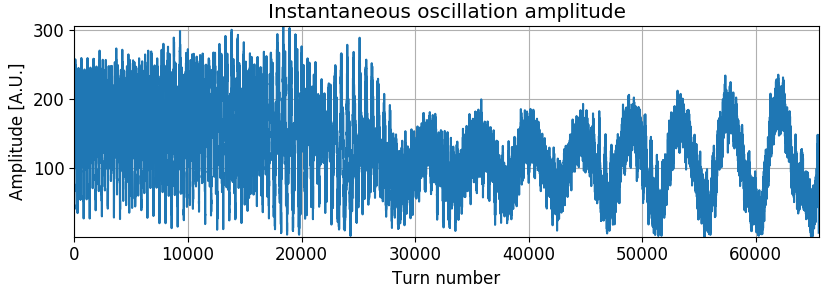 Instantaneous oscillation amplitude
300
200
100
Amplitude [A.U.]
0 10000 20000 30000 40000 50000 60000
Turn number